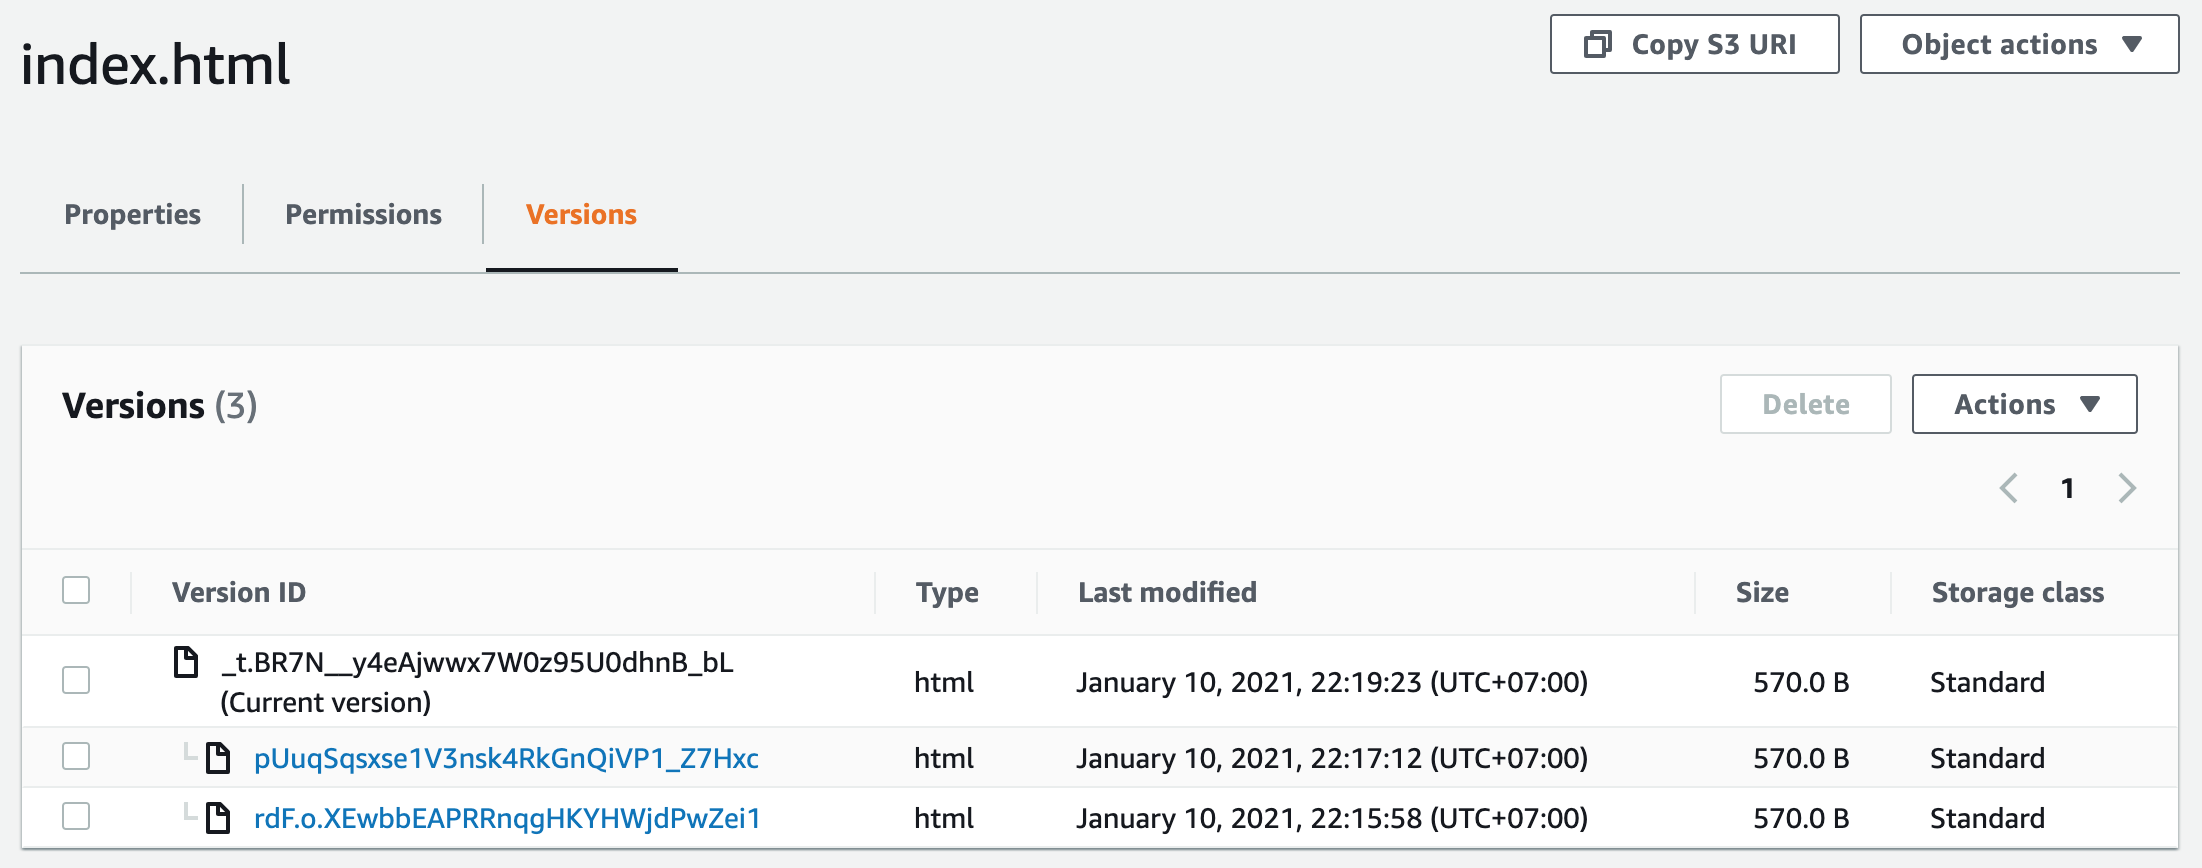 index.html
Copy S3 URI
Object actions
Properties
Permissions
Versions
Versions (3)
Delete
Actions
1
Version ID
Type
Last modified
Size
Storage class
_t.BR7N__y4eAjwwx7W0z95U0dhnB_bL
(Current version)
html
January 10, 2021, 22:19:23 (UTC+07:00)
570.0 B
Standard
pUuqSqsxse1V3nsk4RkGnQiVP1_Z7Hxc
html
January 10, 2021, 22:17:12 (UTC+07:00)
570.0 B
Standard
rdF.o.XEwbbEAPRRnqgHKYHWjdPwZei1
html
January 10, 2021, 22:15:58 (UTC+07:00)
570.0 B
Standard